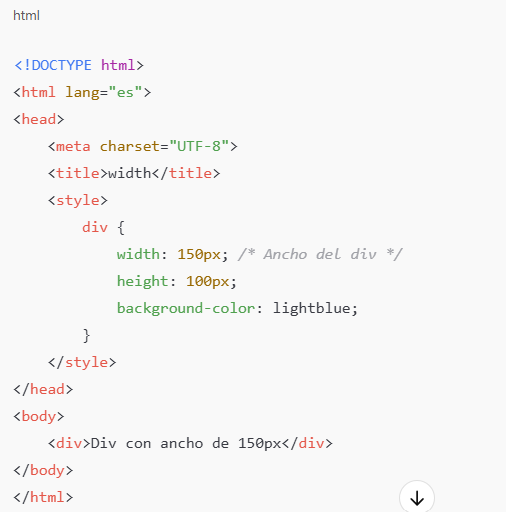 html
<!DOCTYPE html>
<html lang="es">
<head>
    <meta charset="UTF-8">
    <title>width</title>
    <style>
        div {
            width: 150px; /* Ancho del div */
            height: 100px;
            background-color: lightblue;
        }
    </style>
</head>
<body>
    <div>Div con ancho de 150px</div>
</body>
</html>